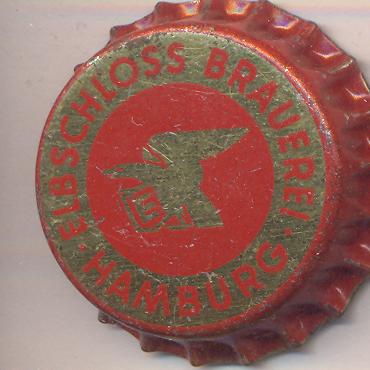 ELBSCHLOSS BRAUEREI
· HAMBURG ·